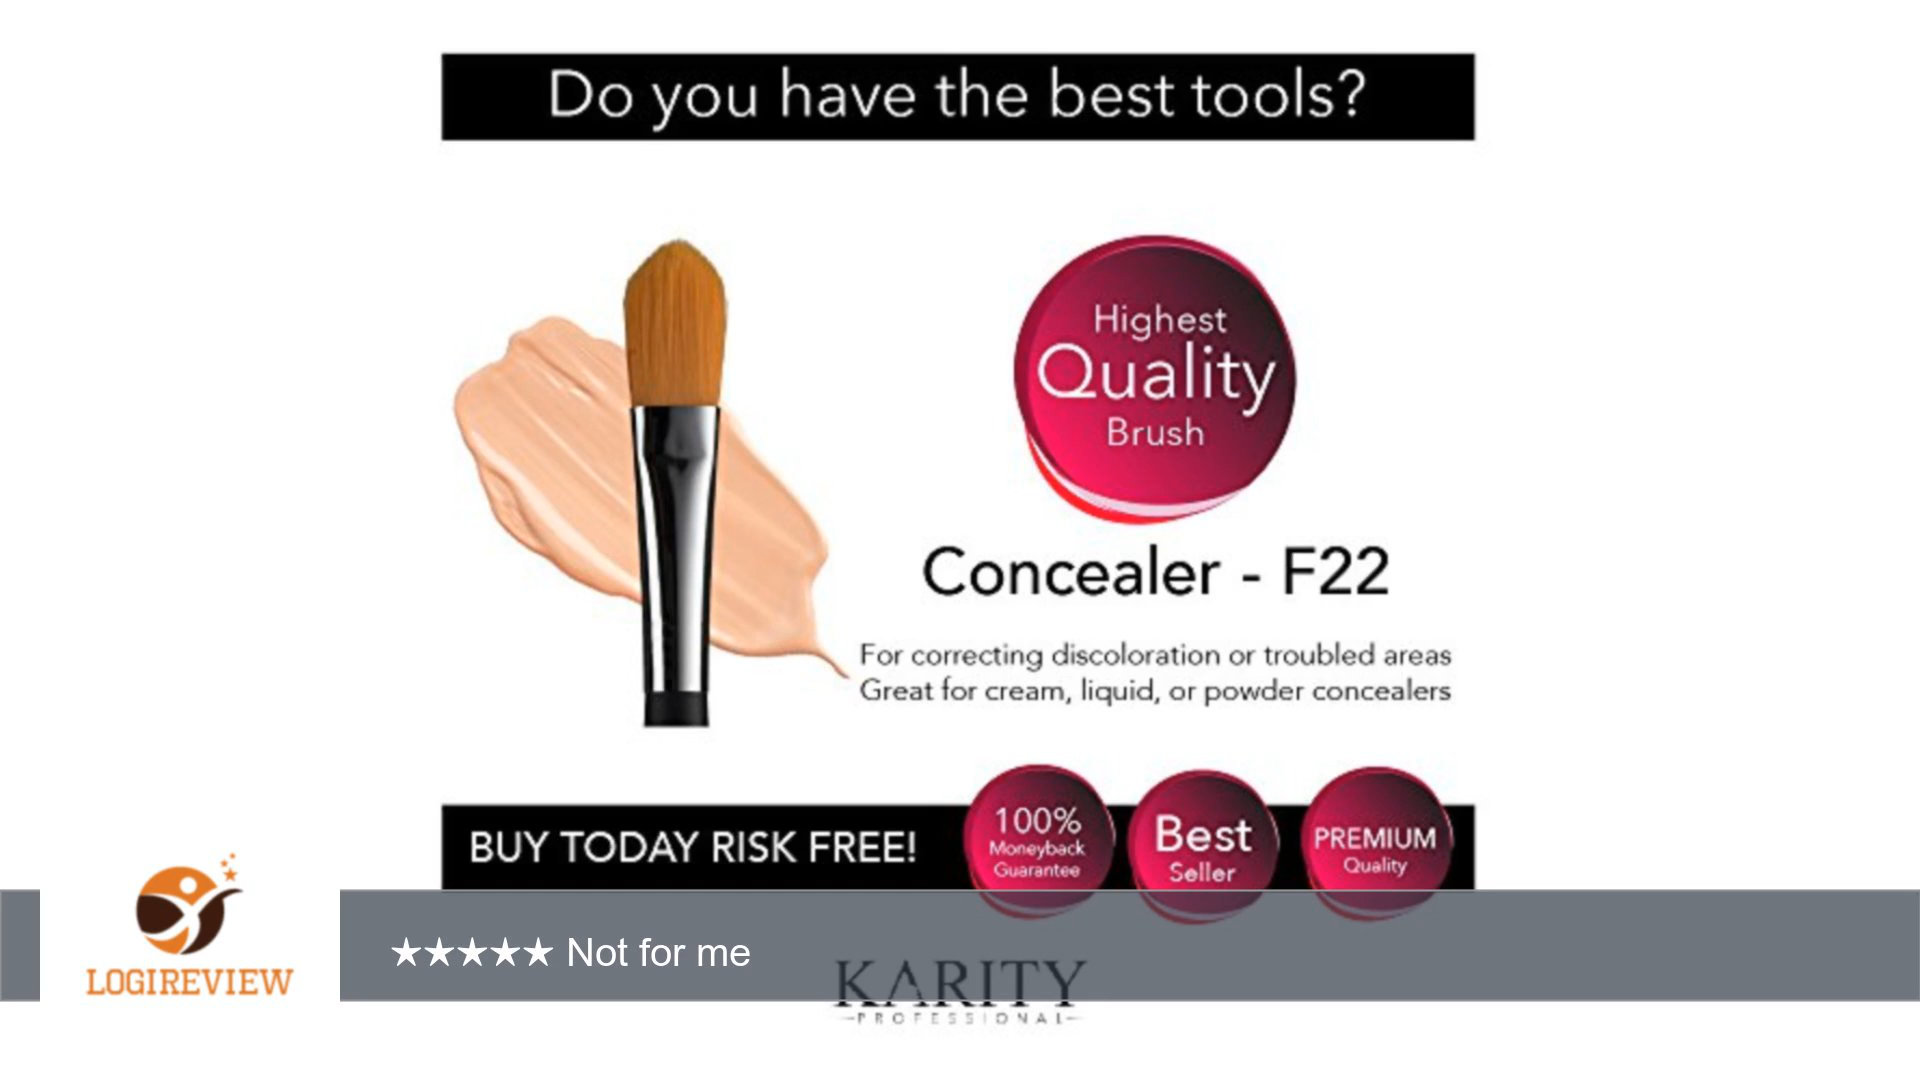 Do you have the best tools?
Highest
Quality
Brush
Concealer - F22
For correcting discoloration or troubled areas
Great for cream, liquid, or powder concealers
BUY TODAY RISK FREE!
100%
Moneyback
Guarantee
Best
Seller
PREMIUM
Quality
LOGIREVIEW
★★★★★ Not for me
KARITY
PROFESSIONAL